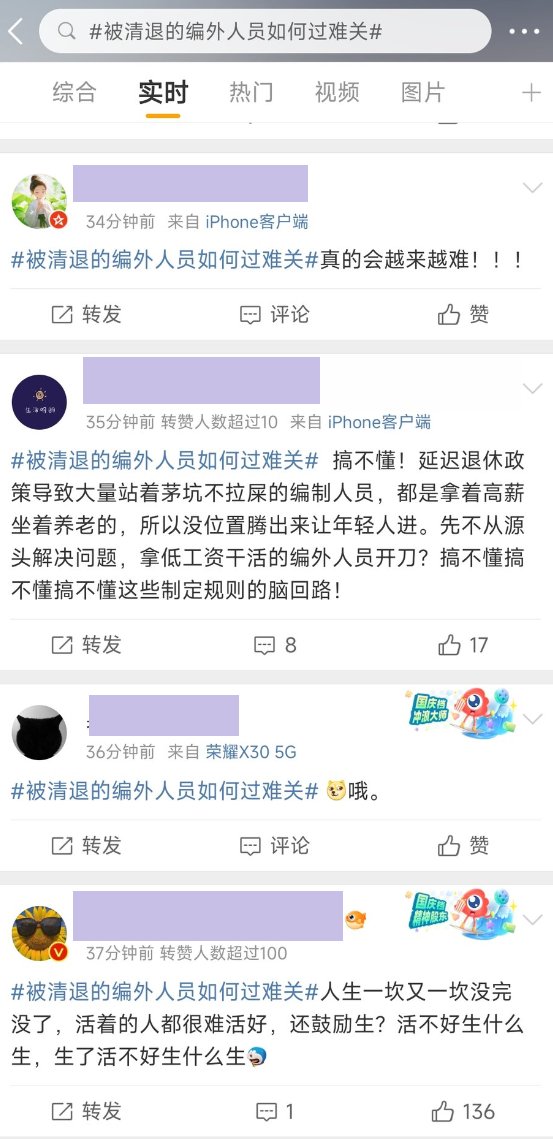 #被清退的编外人员如何过难关#
综合
实时
热门
视频
图片
34分钟前 来自 iPhone客户端
#被清退的编外人员如何过难关#真的会越来越难！！！
转发
评论
赞
生活呀的
35分钟前 转赞人数超过10 来自 iPhone客户端
#被清退的编外人员如何过难关# 搞不懂！延迟退休政
策导致大量站着茅坑不拉屎的编制人员，都是拿着高薪
坐着养老的，所以没位置腾出来让年轻人进。先不从源
头解决问题，拿低工资干活的编外人员开刀？搞不懂搞
不懂搞不懂这些制定规则的脑回路！
转发
8
17
国庆档
冲浪大师
36分钟前 来自 荣耀X30 5G
#被清退的编外人员如何过难关# 哦。
转发
评论
赞
国庆档
精神股东
V
37分钟前 转赞人数超过100
#被清退的编外人员如何过难关#人生一坎又一坎没完
没了，活着的人都很难活好，还鼓励生？活不好生什么
生，生了活不好生什么生
转发
1
136